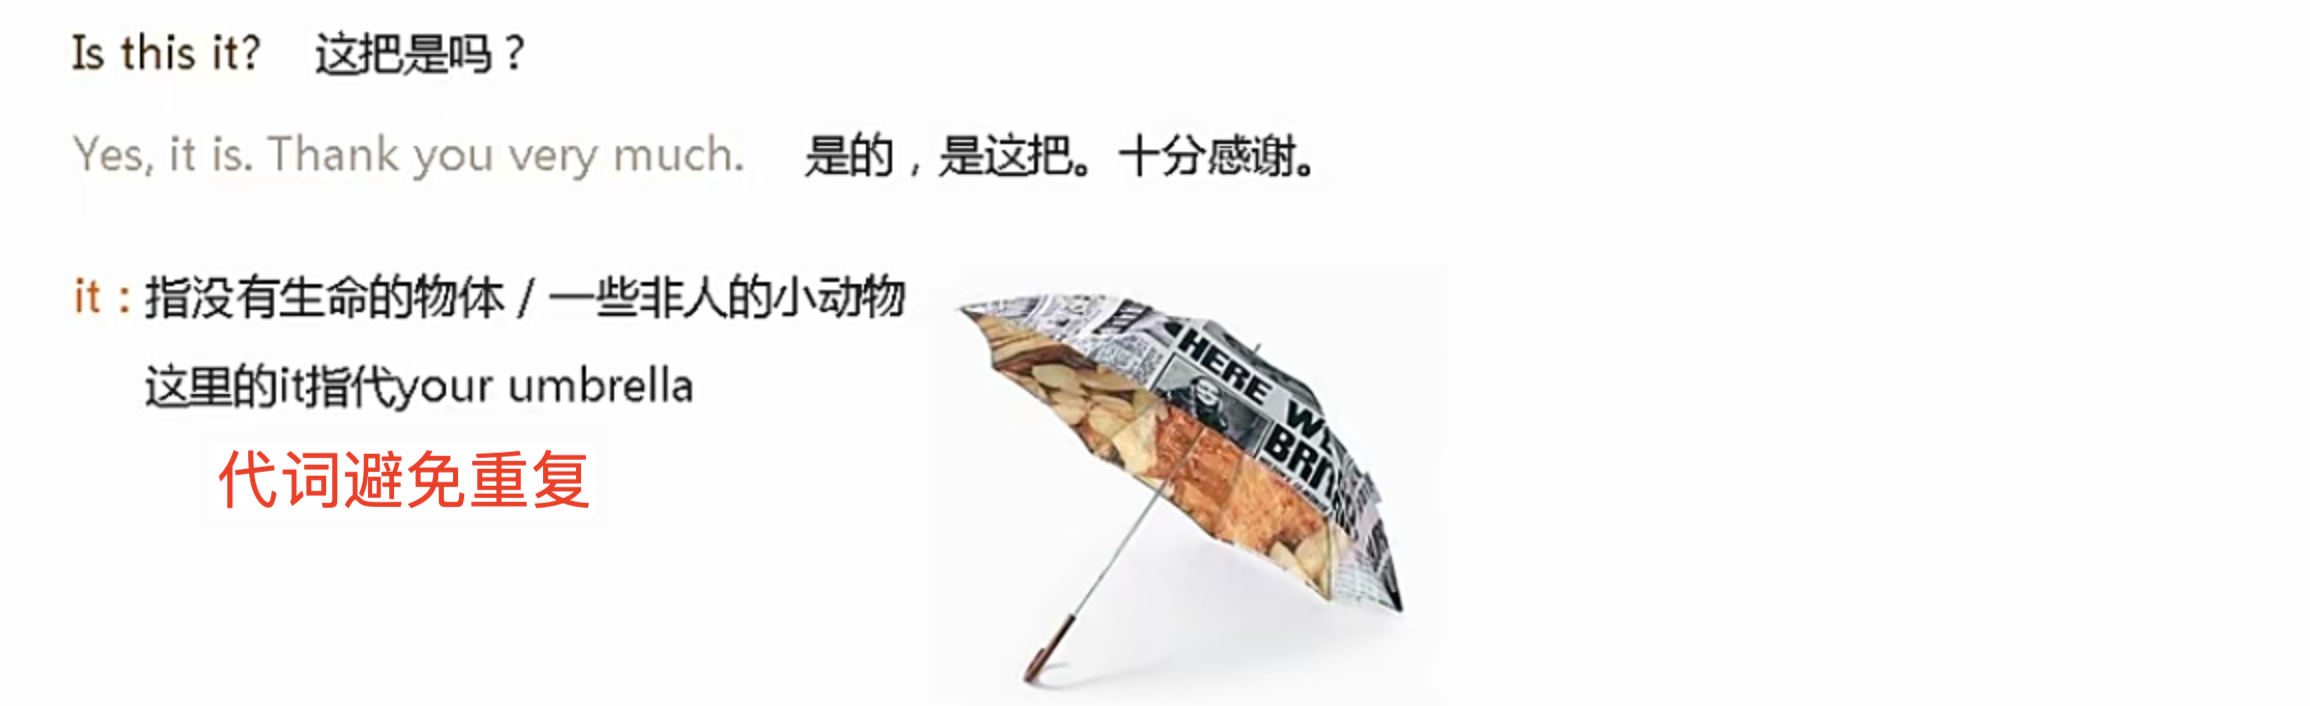 Is this it? 这把是吗？
Yes, it is. Thank you very much. 是的，是这把。十分感谢。
it：指没有生命的物体 / 一些非人的小动物
这里的it指代your umbrella
代词避免重复
HERE